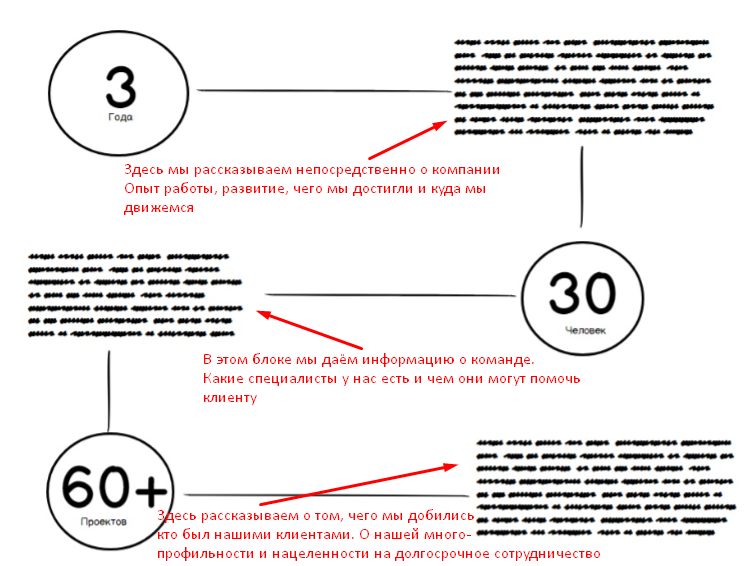 3
Года
Здесь мы рассказываем непосредственно о компании
Опыт работы, развитие, чего мы достигли и куда мы
движемся
30
Человек
В этом блоке мы даём информацию о команде.
Какие специалисты у нас есть и чем они могут помочь
клиенту
60+
Проектов
Здесь рассказываем о том, чего мы добились
кто был нашими клиентами. О нашей много-
профильности и нацеленности на долгосрочное сотрудничество